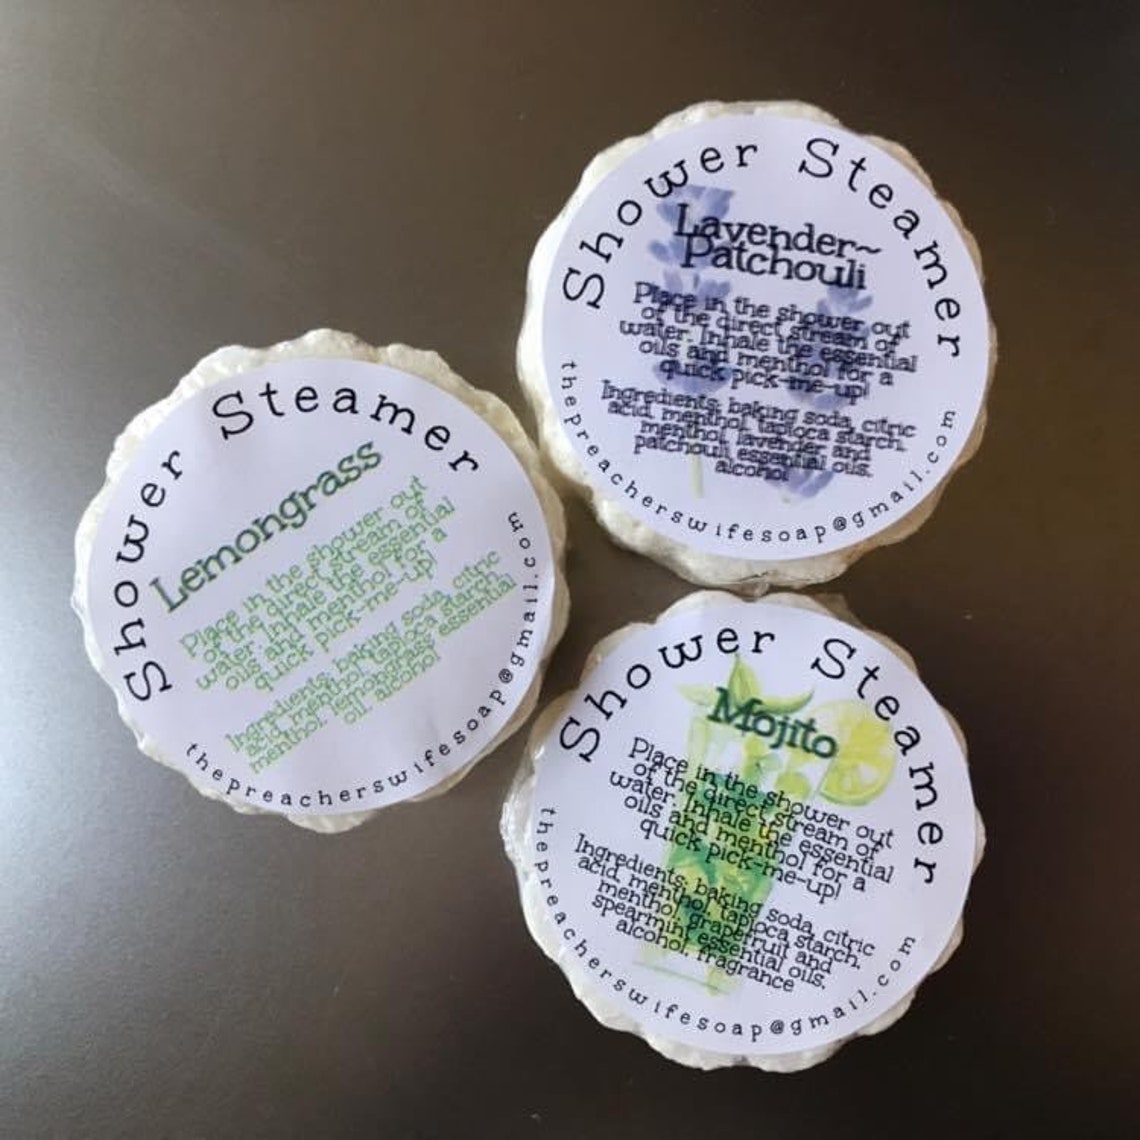 Shower Steamer
Lemongrass
Place in the shower out
of the direct stream of
water. Inhale the essential
oils and menthol for a
quick pick-me-up!
Ingredients: baking soda, citric
acid, menthol, tapioca starch,
menthol, lemongrass, essential
oil, alcohol
thepreacherswifesoap@gmail.com
Shower Steamer
Lavender~
Patchouli
Place in the shower out
of the direct stream of
water. Inhale the essential
oils and menthol for a
quick pick-me-up!
Ingredients: baking soda, citric
acid, menthol, tapioca starch,
menthol, lavender, and
patchouli, essential oils,
alcohol
thepreacherswifesoap@gmail.com
Shower Steamer
Mojito
Place in the shower out
of the direct stream of
water. Inhale the essential
oils and menthol for a
quick pick-me-up!
Ingredients: baking soda, citric
acid, menthol, tapioca starch,
menthol, grapefruit and
spearmint essential oils,
alcohol, fragrance
thepreacherswifesoap@gmail.com